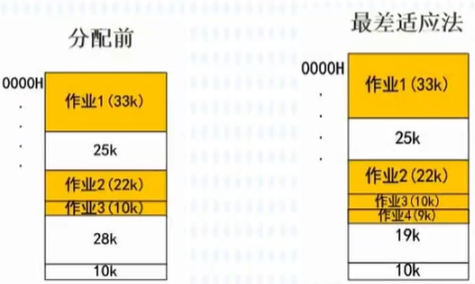 分配前
0000H
作业1(33k)
25k
作业2(22k)
作业3(10k)
28k
10k
最差适应法
0000H
作业1(33k)
25k
作业2(22k)
作业3(10k)
作业4(9k)
19k
10k